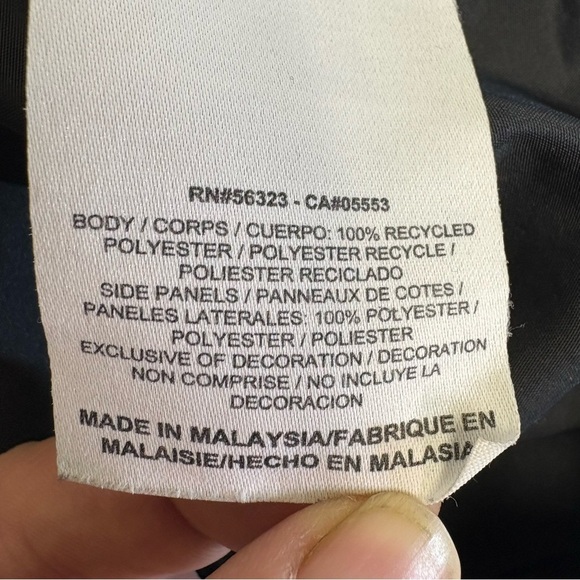 RN#56323 - CA#05553
BODY / CORPS / CUERPO: 100% RECYCLED
POLYESTER / POLYESTER RECYCLE /
POLIESTER RECICLADO
SIDE PANELS / PANNEAUX DE COTES /
PANELES LATERALES: 100% POLYESTER /
POLYESTER / POLIESTER
EXCLUSIVE OF DECORATION / DECORATION
NON COMPRISE / NO INCLUYE LA
DECORACION
MADE IN MALAYSIA/FABRIQUE EN
MALAISIE/HECHO EN MALASIA